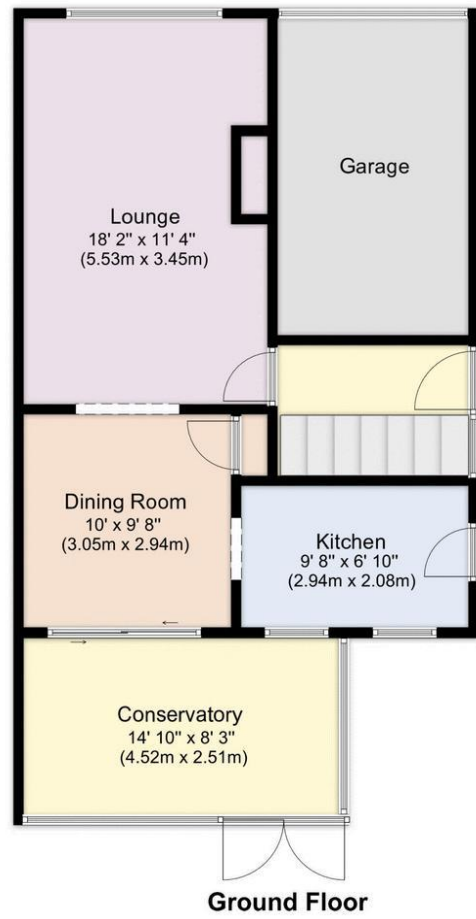 Garage
Lounge
18' 2" x 11' 4"
(5.53m x 3.45m)
Dining Room
10' x 9' 8"
(3.05m x 2.94m)
Kitchen
9' 8" x 6' 10"
(2.94m x 2.08m)
Conservatory
14' 10" x 8' 3"
(4.52m x 2.51m)
Ground Floor